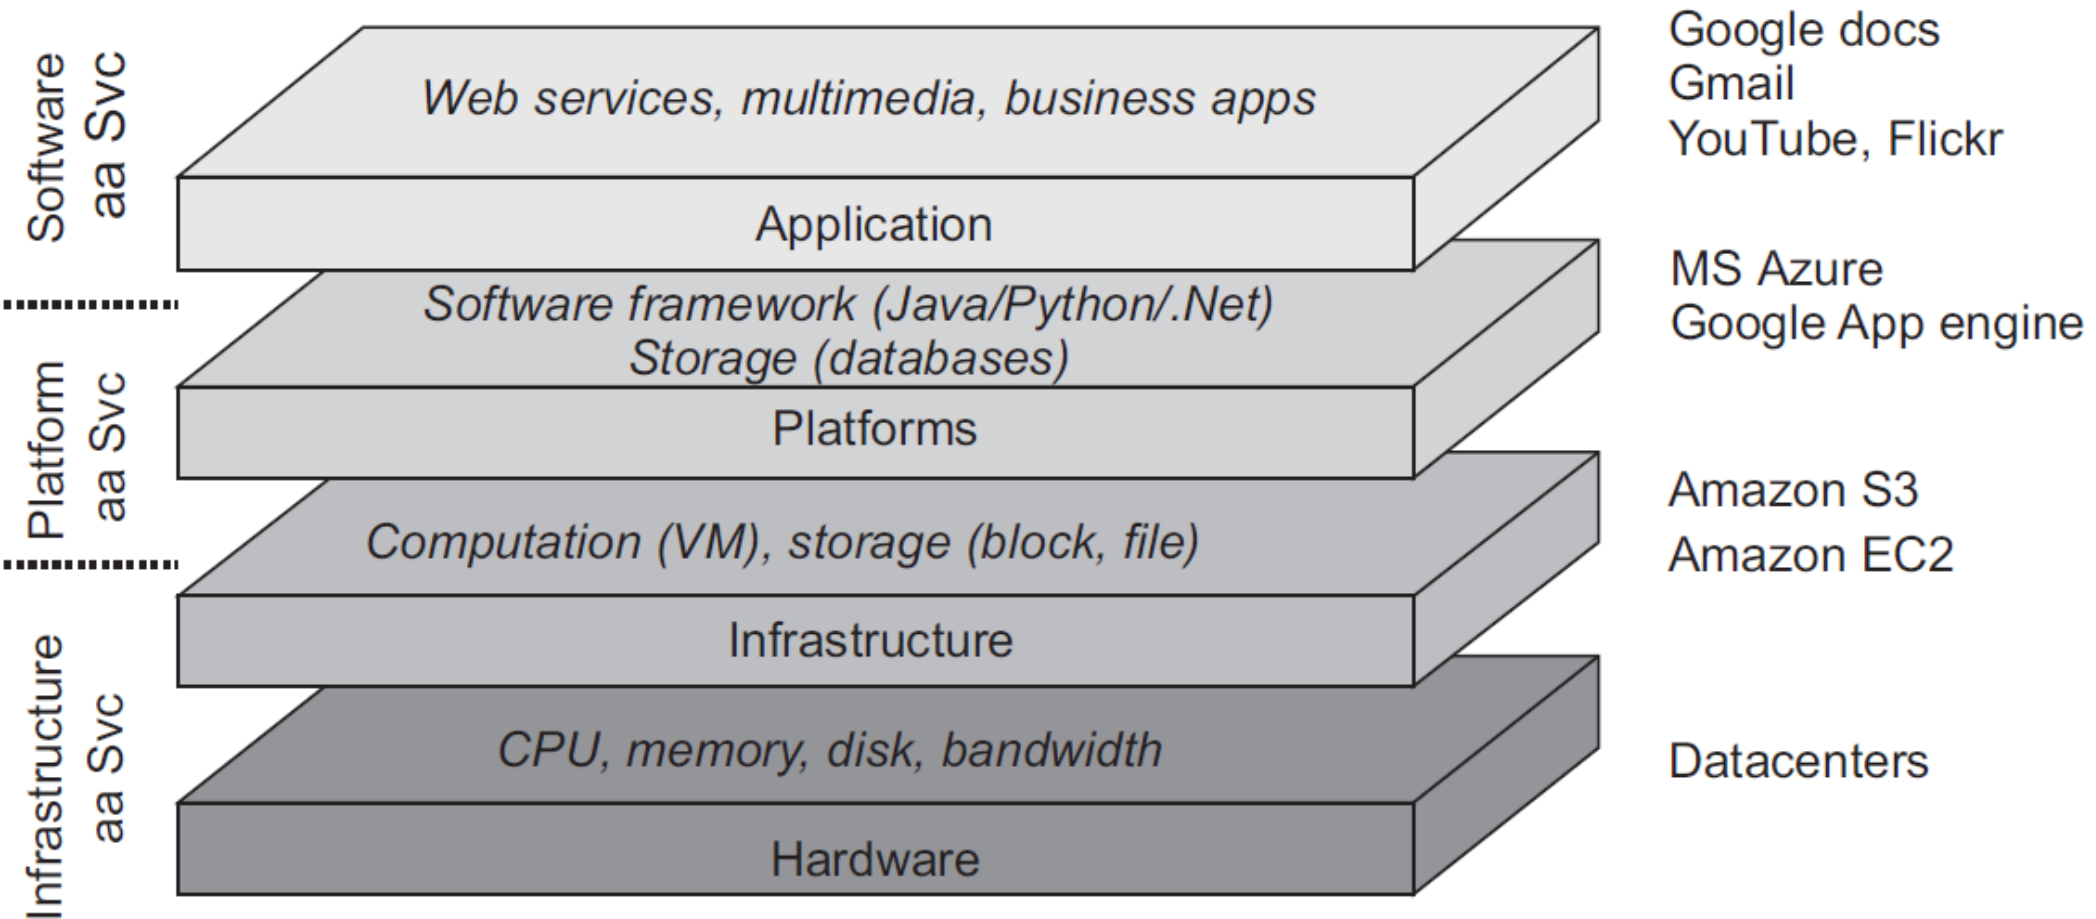 Software
aa Svc
Web services, multimedia, business apps
Application
Google docs
Gmail
YouTube, Flickr
Platform
aa Svc
Software framework (Java/Python/.Net)
Storage (databases)
Platforms
MS Azure
Google App engine
Infrastructure
aa Svc
Computation (VM), storage (block, file)
Infrastructure
Amazon S3
Amazon EC2
CPU, memory, disk, bandwidth
Hardware
Datacenters